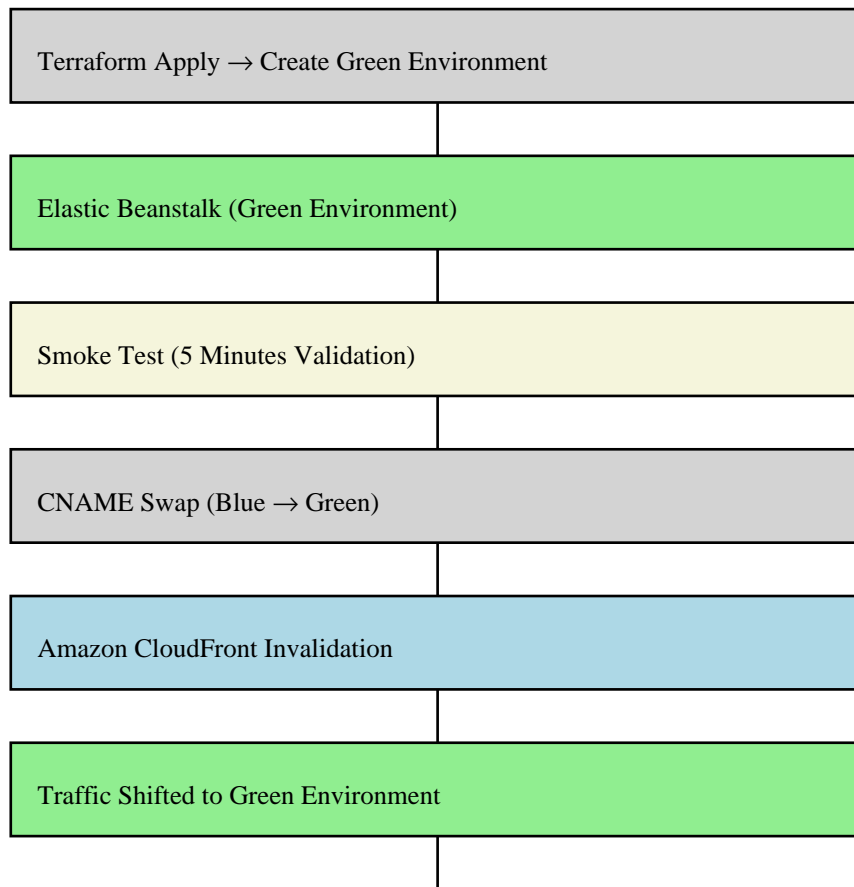 Terraform Apply → Create Green Environment
Elastic Beanstalk (Green Environment)
Smoke Test (5 Minutes Validation)
CNAME Swap (Blue → Green)
Amazon CloudFront Invalidation
Traffic Shifted to Green Environment